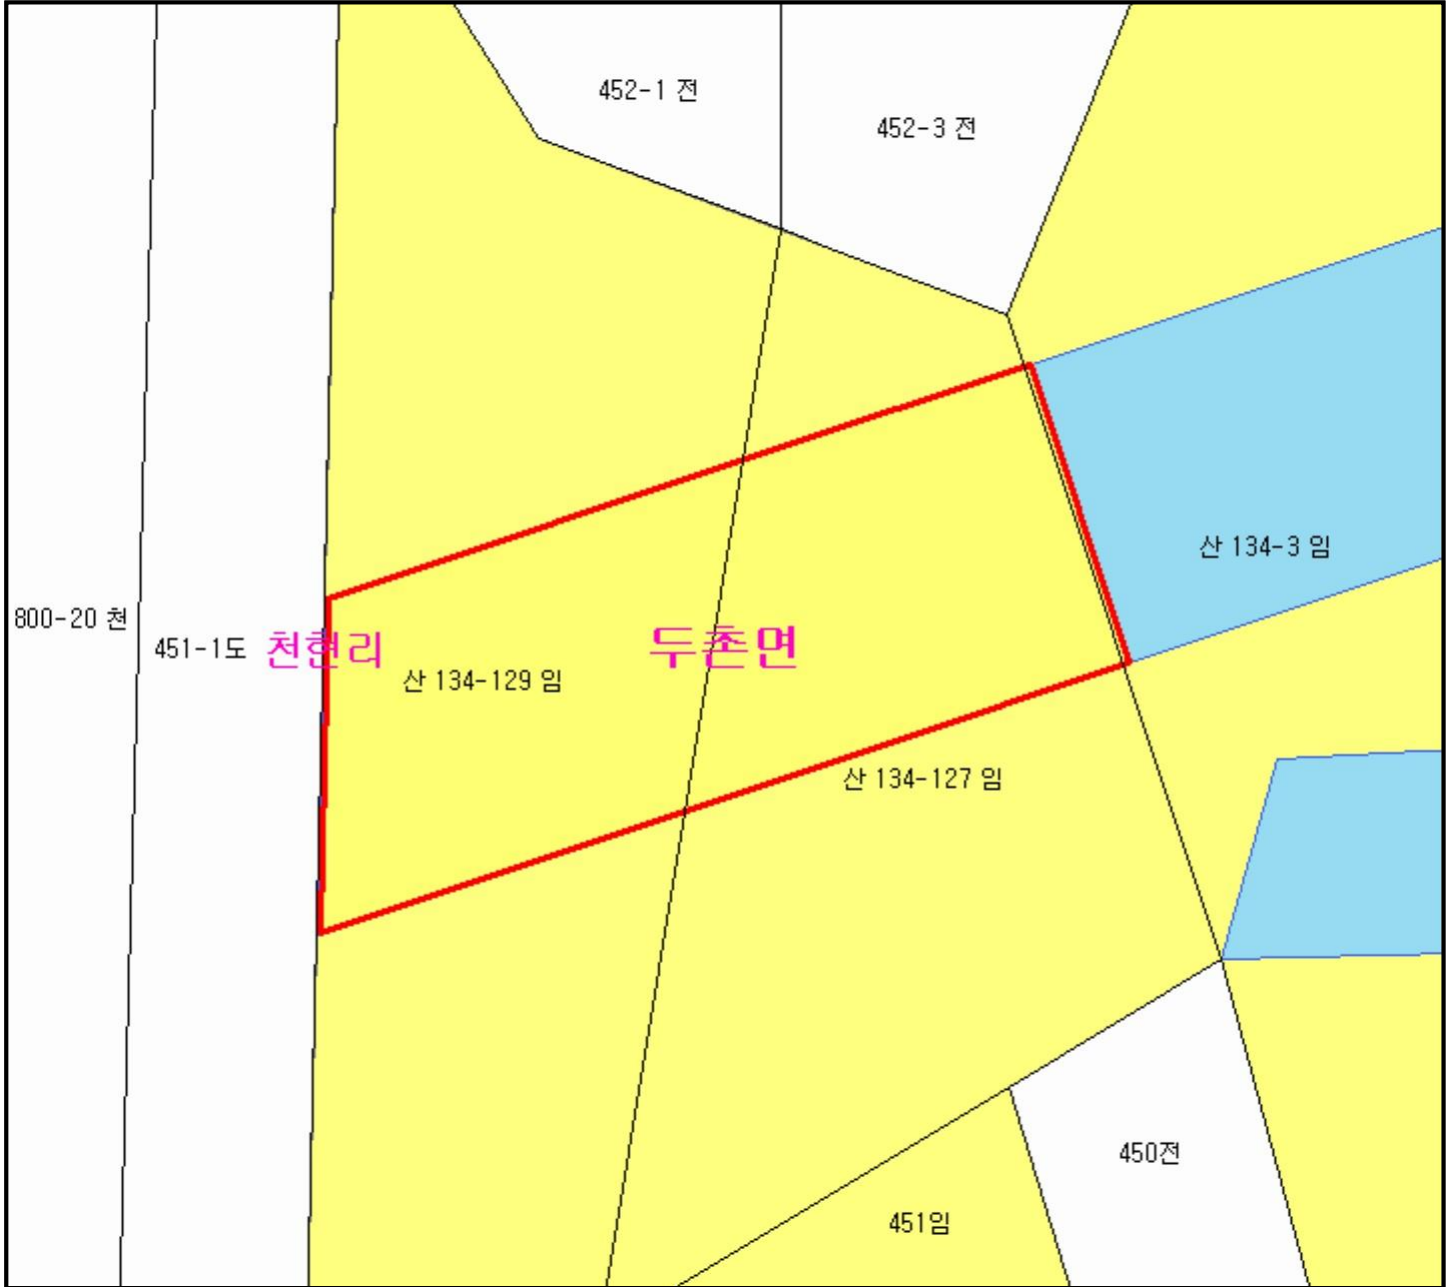 452-1 전
452-3 전
산 134-3 임
800-20 천
451-1도
천현리
두촌면
산 134-129 임
산 134-127 임
450전
451임